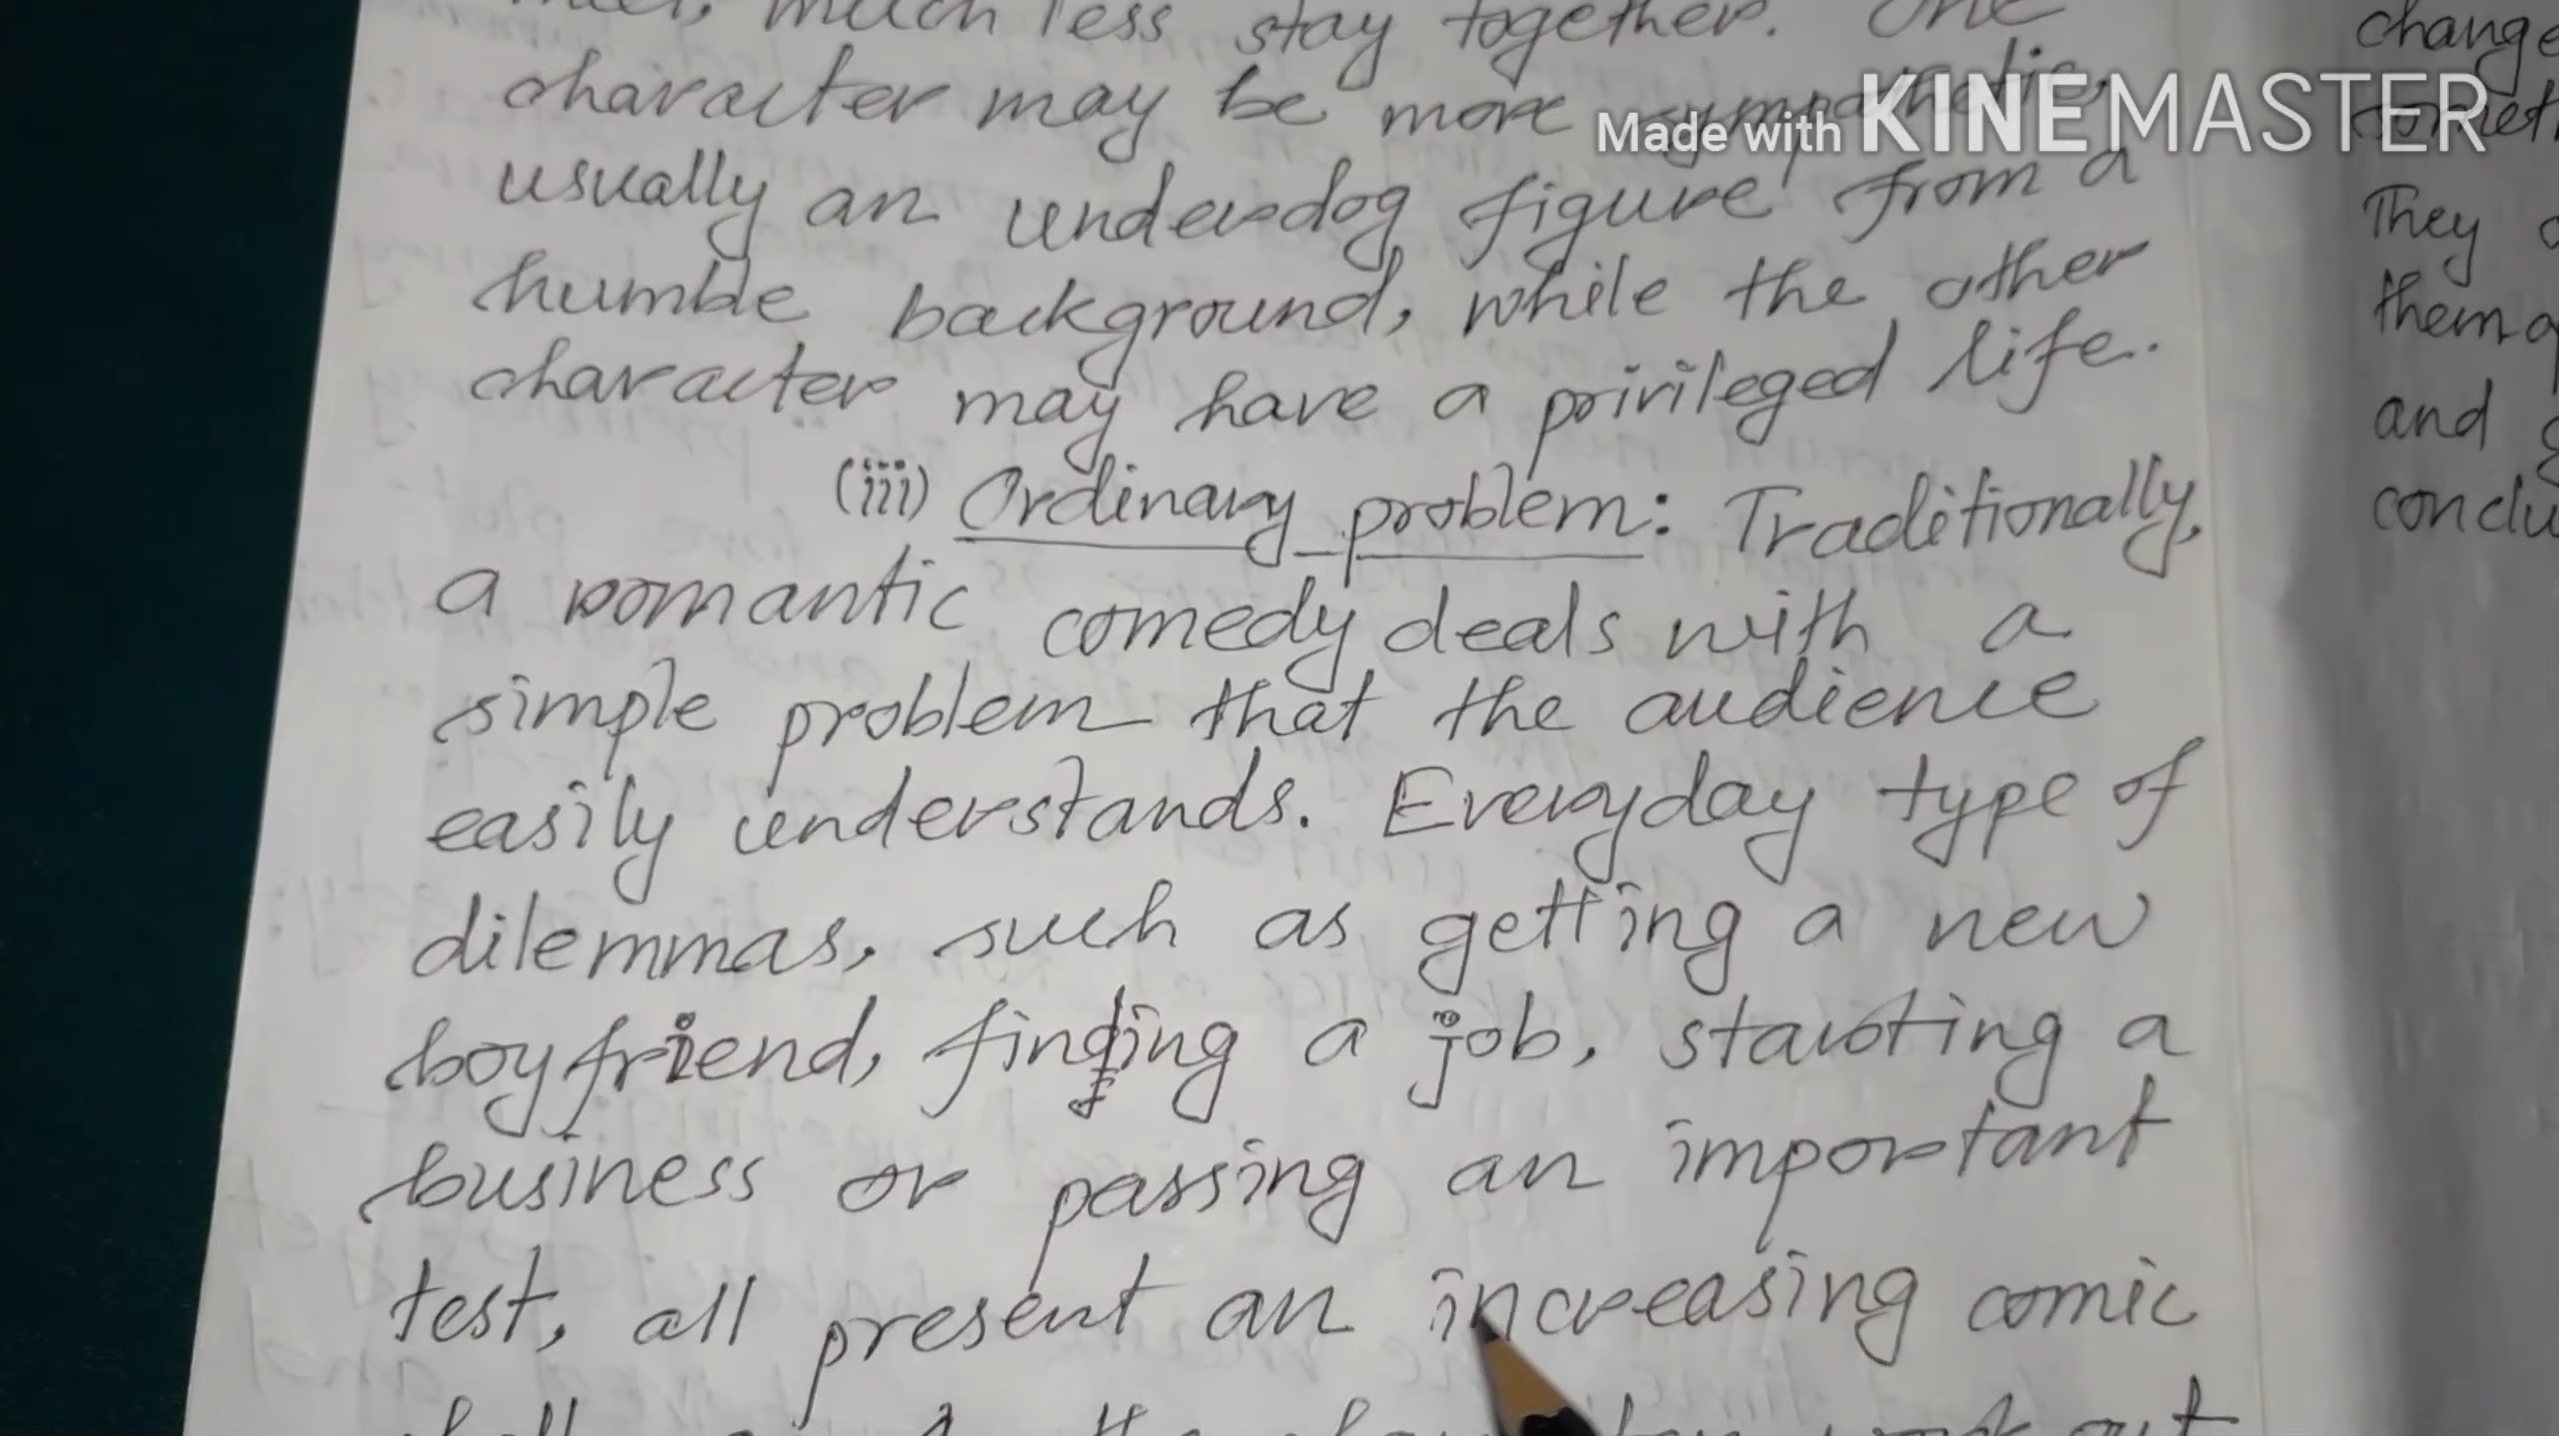 much less stay together. One
character may be more sympathetic,
usually an underdog figure from a
humble background, while the other
character may have a privileged life.
(iii) Ordinary problem: Traditionally,
a romantic comedy deals with a
simple problem that the audience
easily understands. Everyday type of
dilemmas, such as getting a new
boyfriend, finding a job, starting a
business or passing an important
test, all present an increasing comic
work out
Made with KINEMASTER
change
They
and